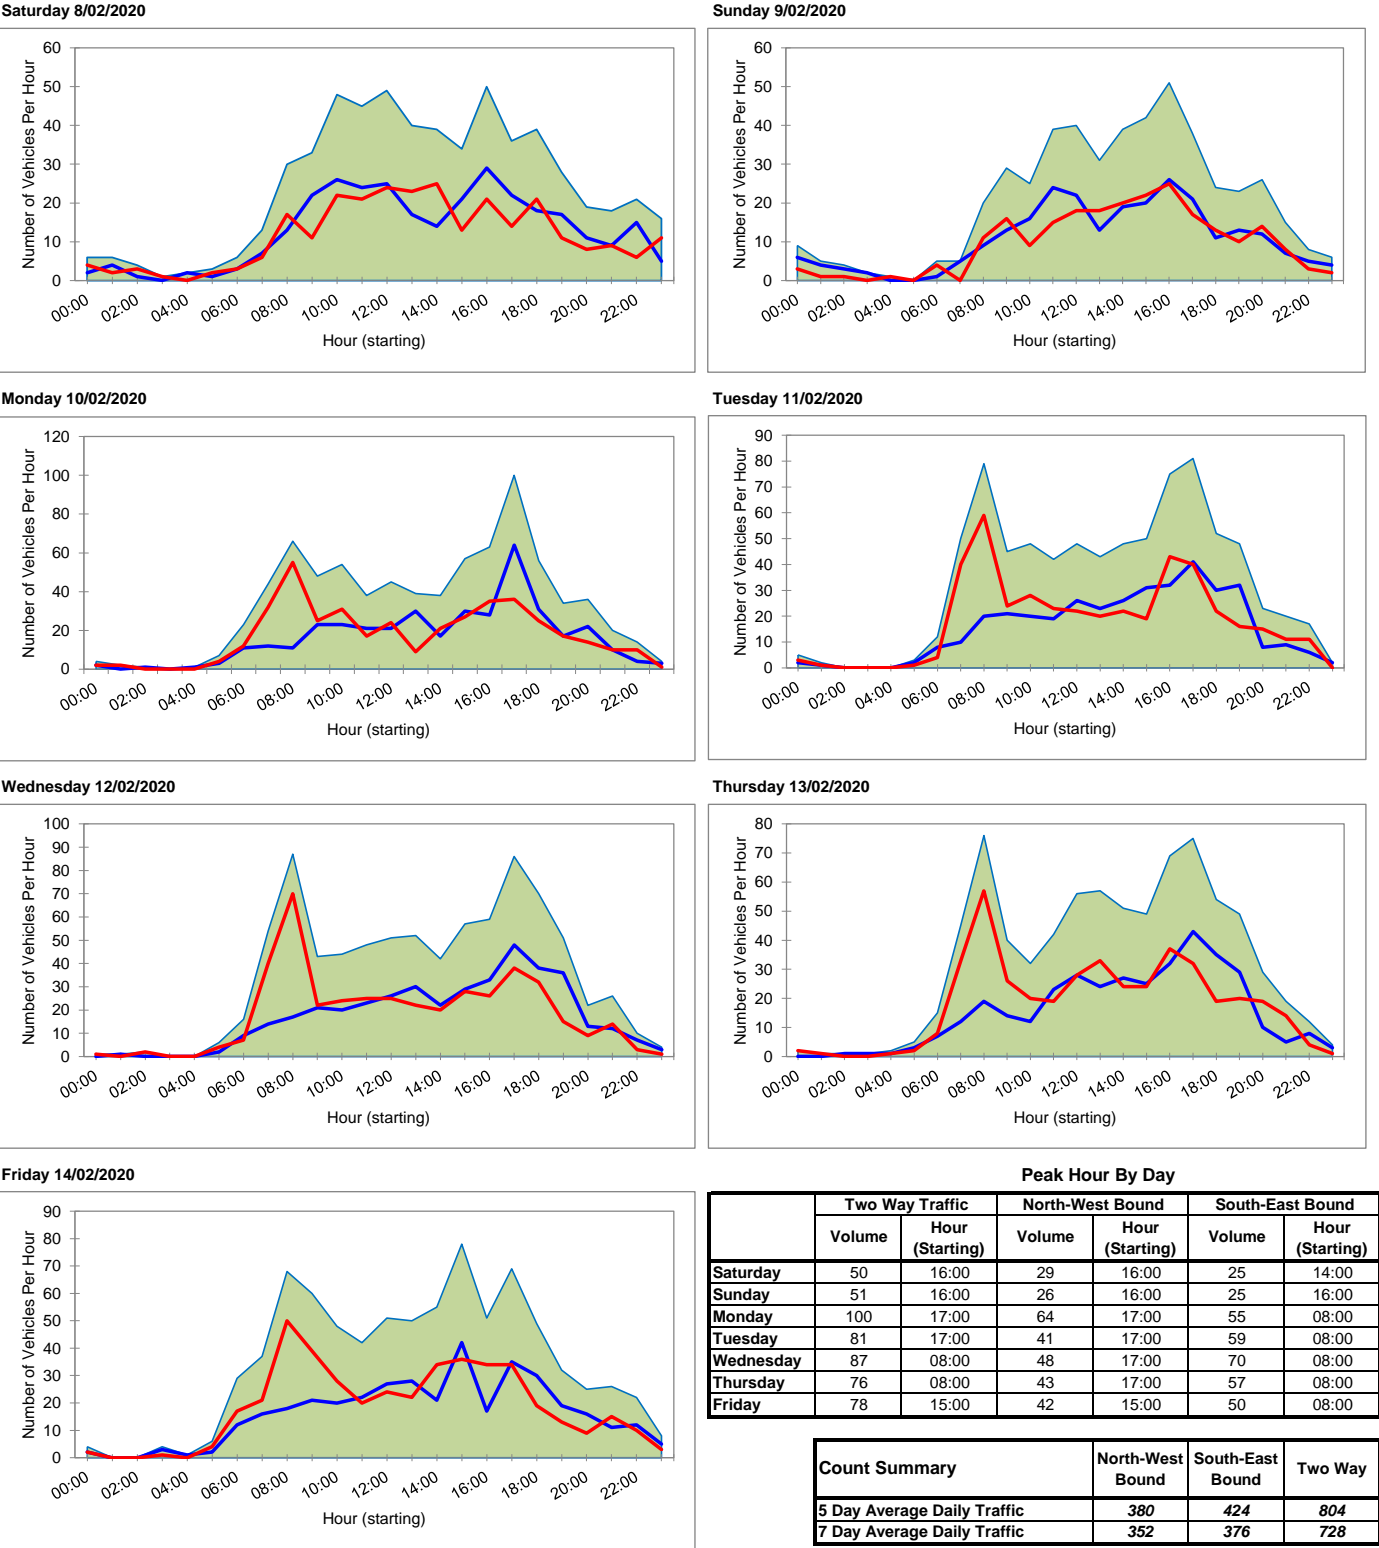 Saturday 8/02/2020
Number of Vehicles Per Hour
60
50
40
30
20
10
0
00:00 02:00 04:00 06:00 08:00 10:00 12:00 14:00 16:00 18:00 20:00 22:00
Hour (starting)
Sunday 9/02/2020
Number of Vehicles Per Hour
60
50
40
30
20
10
0
00:00 02:00 04:00 06:00 08:00 10:00 12:00 14:00 16:00 18:00 20:00 22:00
Hour (starting)
Monday 10/02/2020
Number of Vehicles Per Hour
120
100
80
60
40
20
0
00:00 02:00 04:00 06:00 08:00 10:00 12:00 14:00 16:00 18:00 20:00 22:00
Hour (starting)
Tuesday 11/02/2020
Number of Vehicles Per Hour
90
80
70
60
50
40
30
20
10
0
00:00 02:00 04:00 06:00 08:00 10:00 12:00 14:00 16:00 18:00 20:00 22:00
Hour (starting)
Wednesday 12/02/2020
Number of Vehicles Per Hour
100
90
80
70
60
50
40
30
20
10
0
00:00 02:00 04:00 06:00 08:00 10:00 12:00 14:00 16:00 18:00 20:00 22:00
Hour (starting)
Thursday 13/02/2020
Number of Vehicles Per Hour
80
70
60
50
40
30
20
10
0
00:00 02:00 04:00 06:00 08:00 10:00 12:00 14:00 16:00 18:00 20:00 22:00
Hour (starting)
Friday 14/02/2020
Number of Vehicles Per Hour
90
80
70
60
50
40
30
20
10
0
00:00 02:00 04:00 06:00 08:00 10:00 12:00 14:00 16:00 18:00 20:00 22:00
Hour (starting)
Peak Hour By Day
Two Way Traffic North-West Bound South-East Bound
Volume Hour (Starting) Volume Hour (Starting) Volume Hour (Starting)
Saturday 50 16:00 29 16:00 25 14:00
Sunday 51 16:00 26 16:00 25 16:00
Monday 100 17:00 64 17:00 55 08:00
Tuesday 81 17:00 41 17:00 59 08:00
Wednesday 87 08:00 48 17:00 70 08:00
Thursday 76 08:00 43 17:00 57 08:00
Friday 78 15:00 42 15:00 50 08:00
Count Summary North-West Bound South-East Bound Two Way
5 Day Average Daily Traffic 380 424 804
7 Day Average Daily Traffic 352 376 728